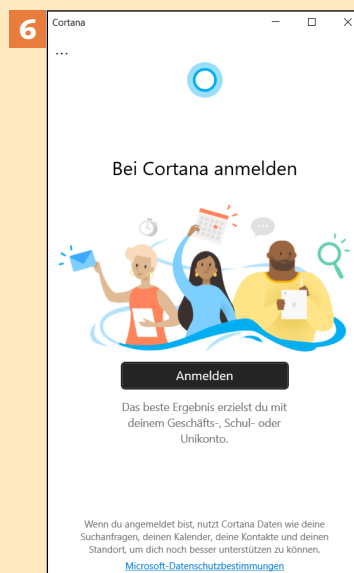 6
Cortana
...
Bei Cortana anmelden
Anmelden
Das beste Ergebnis erzielst du mit
deinem Geschäfts-, Schul- oder
Unikonto.
Wenn du angemeldet bist, nutzt Cortana Daten wie deine
Suchanfragen, deinen Kalender, deine Kontakte und deinen
Standort, um dich noch besser unterstützen zu können.
Microsoft-Datenschutzbestimmungen